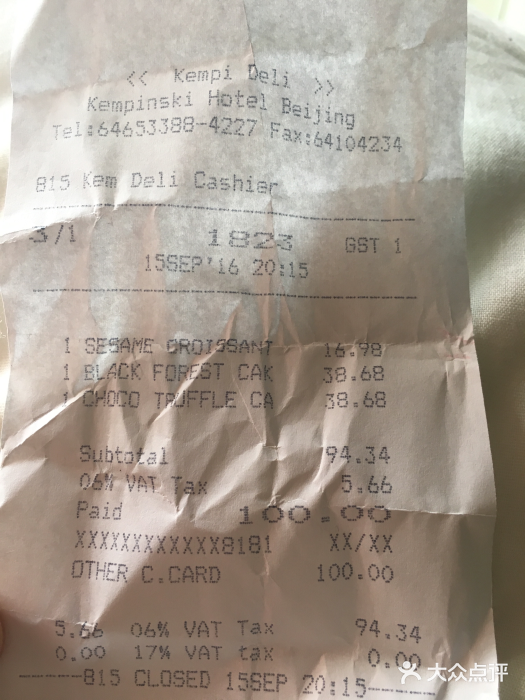 << Kempi Deli >>
Kempinski Hotel Beijing
Tel:64653388-4227 Fax:64104234
815 Kem Deli Cashier
3/1 1823 GST 1
15SEP'16 20:15
1 SESAME CROISSANT 16.98
1 BLACK FOREST CAK 38.68
1 CHOCO TRUFFLE CA 38.68
Subtotal 94.34
06% VAT Tax 5.66
Paid 100.00
XXXXXXXXXXXX8181 XX/XX
OTHER C.CARD 100.00
5.66 06% VAT Tax 94.34
0.00 17% VAT tax 0.00
-----815 CLOSED 15SEP 20:15-----
大众点评